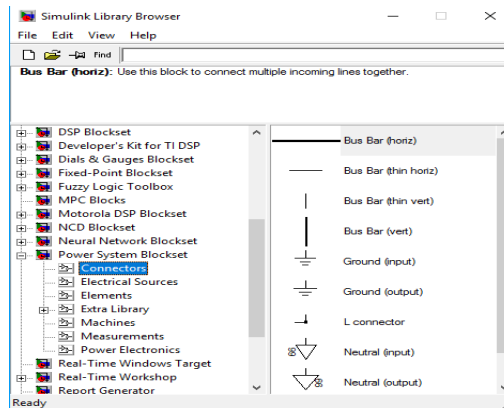 Simulink Library Browser
File Edit View Help
Find
Bus Bar (horiz): Use this block to connect multiple incoming lines together.
DSP Blockset
Developer's Kit for TI DSP
Dials & Gauges Blockset
Fixed-Point Blockset
Fuzzy Logic Toolbox
MPC Blocks
Motorola DSP Blockset
NCD Blockset
Neural Network Blockset
Power System Blockset
Connectors
Electrical Sources
Elements
Extra Library
Machines
Measurements
Power Electronics
Real-Time Windows Target
Real-Time Workshop
Report Generator
Bus Bar (horiz)
Bus Bar (thin horiz)
Bus Bar (thin vert)
Bus Bar (vert)
Ground (input)
Ground (output)
L connector
Neutral (input)
Neutral (output)
Ready